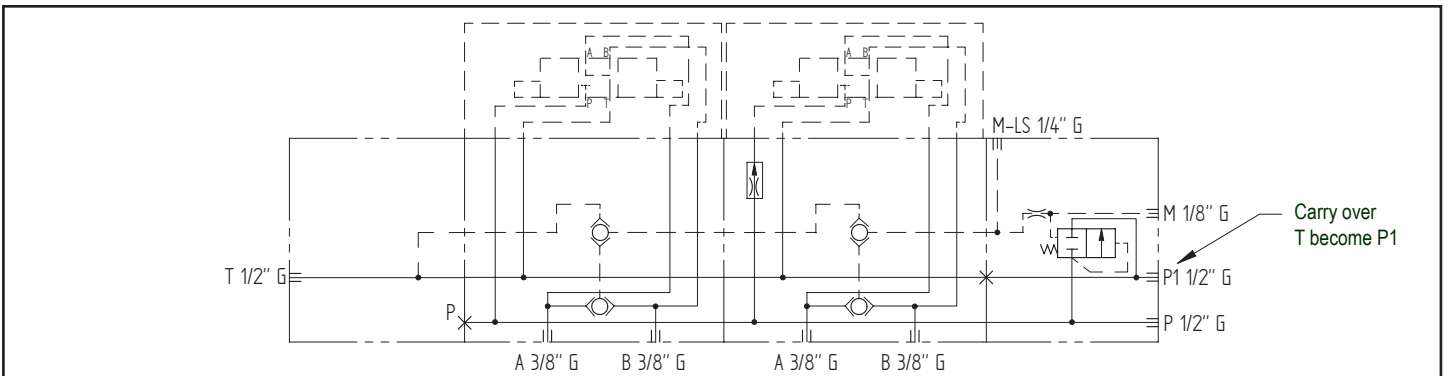 A B
P T
A B
P T
M-LS 1/4" G
M 1/8" G
Carry over
T become P1
T 1/2" G
P1 1/2" G
P
P 1/2" G
A 3/8" G
B 3/8" G
A 3/8" G
B 3/8" G